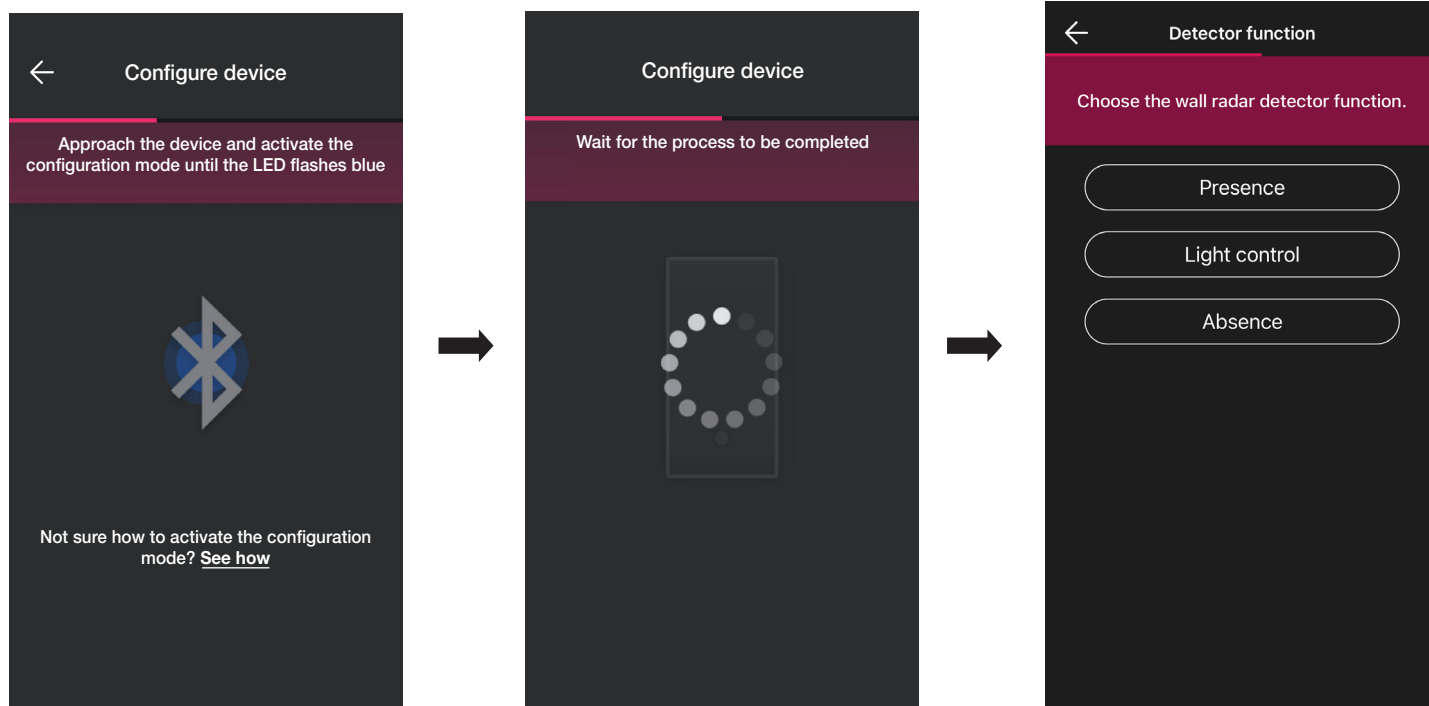 Configure device
Approach the device and activate the
configuration mode until the LED flashes blue
Not sure how to activate the configuration
mode? See how
Configure device
Wait for the process to be completed
Detector function
Choose the wall radar detector function.
Presence
Light control
Absence